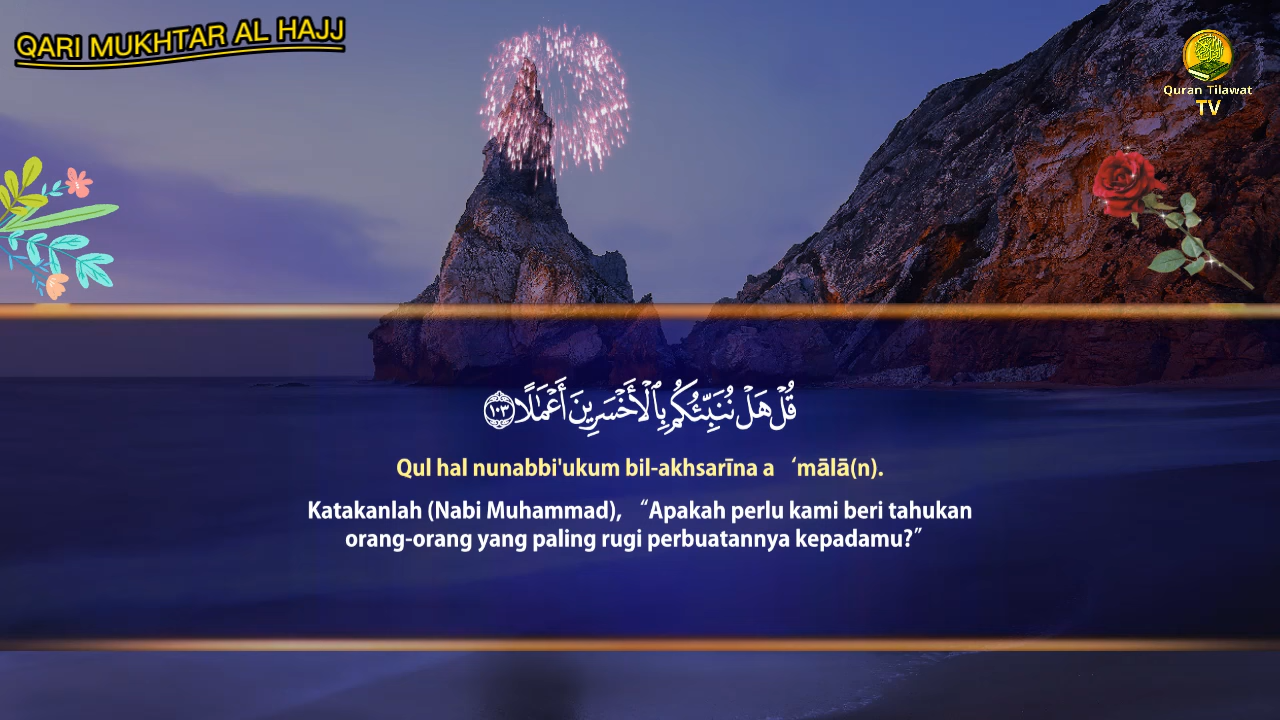 QARI MUKHTAR AL HAJJ
Quran Tilawat
TV
قُلْ هَلْ نُنَبِّئُكُمْ بِٱلْأَخْسَرِينَ أَعْمَـٰلًا ١٠٣
Qul hal nunabbi'ukum bil-akhsarīna a ‘mālā(n).
Katakanlah (Nabi Muhammad), “Apakah perlu kami beri tahukan
orang-orang yang paling rugi perbuatannya kepadamu?”